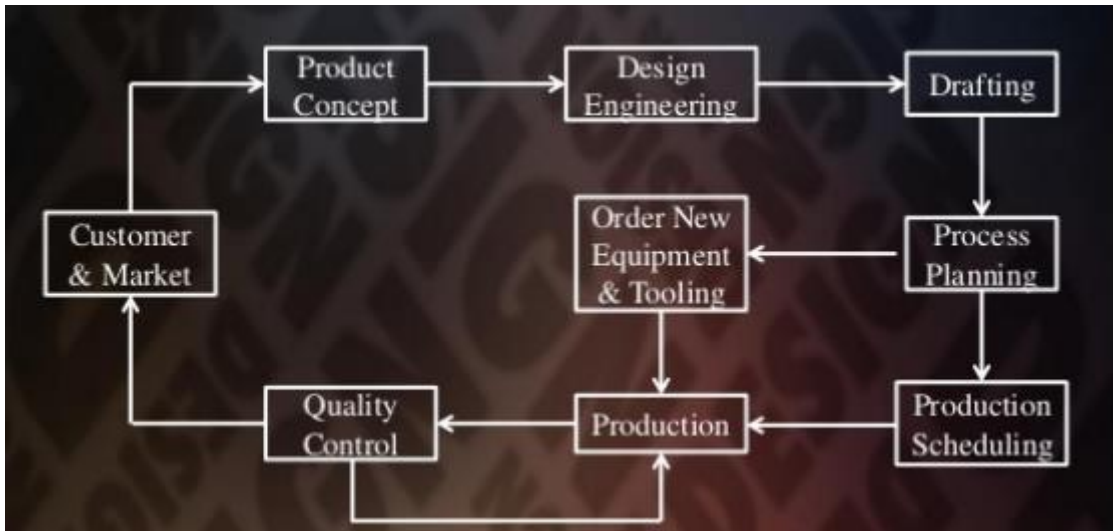 Product
Concept
Design
Engineering
Drafting
Customer
& Market
Order New
Equipment
& Tooling
Process
Planning
Quality
Control
Production
Production
Scheduling